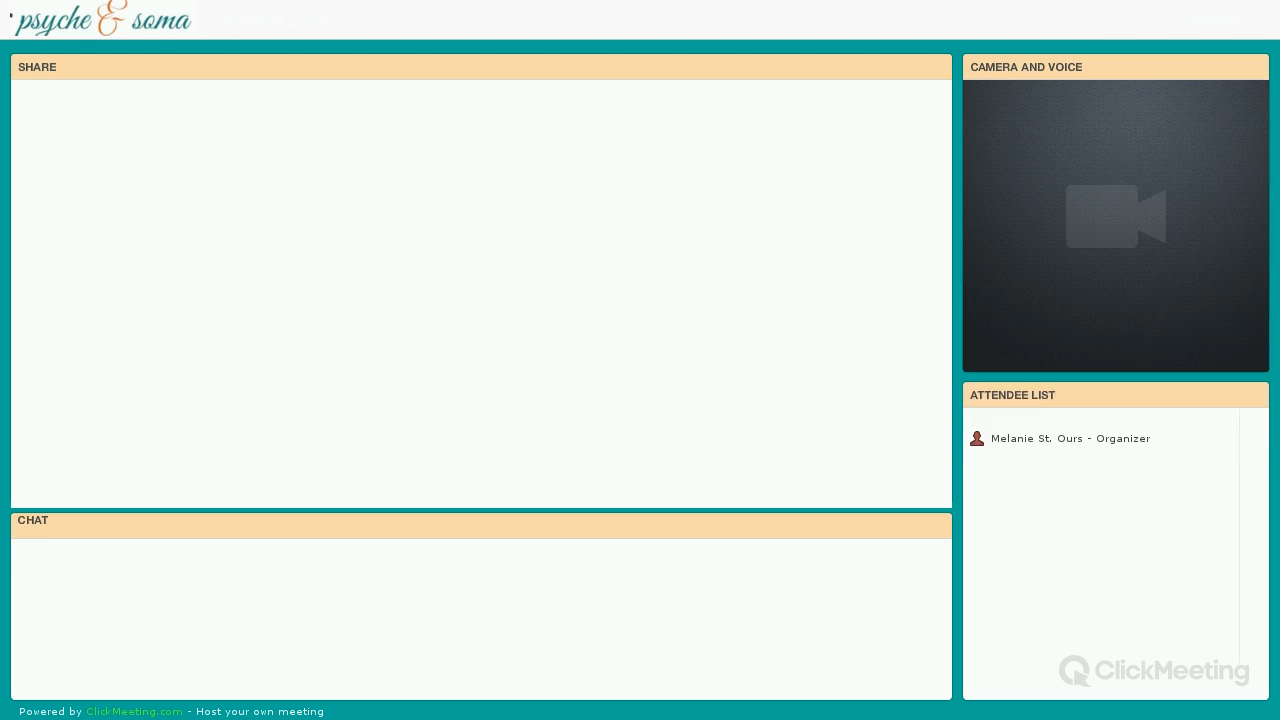 psyche & soma
SHARE
CAMERA AND VOICE
ATTENDEE LIST
Melanie St. Ours - Organizer
CHAT
ClickMeeting
Powered by ClickMeeting.com - Host your own meeting